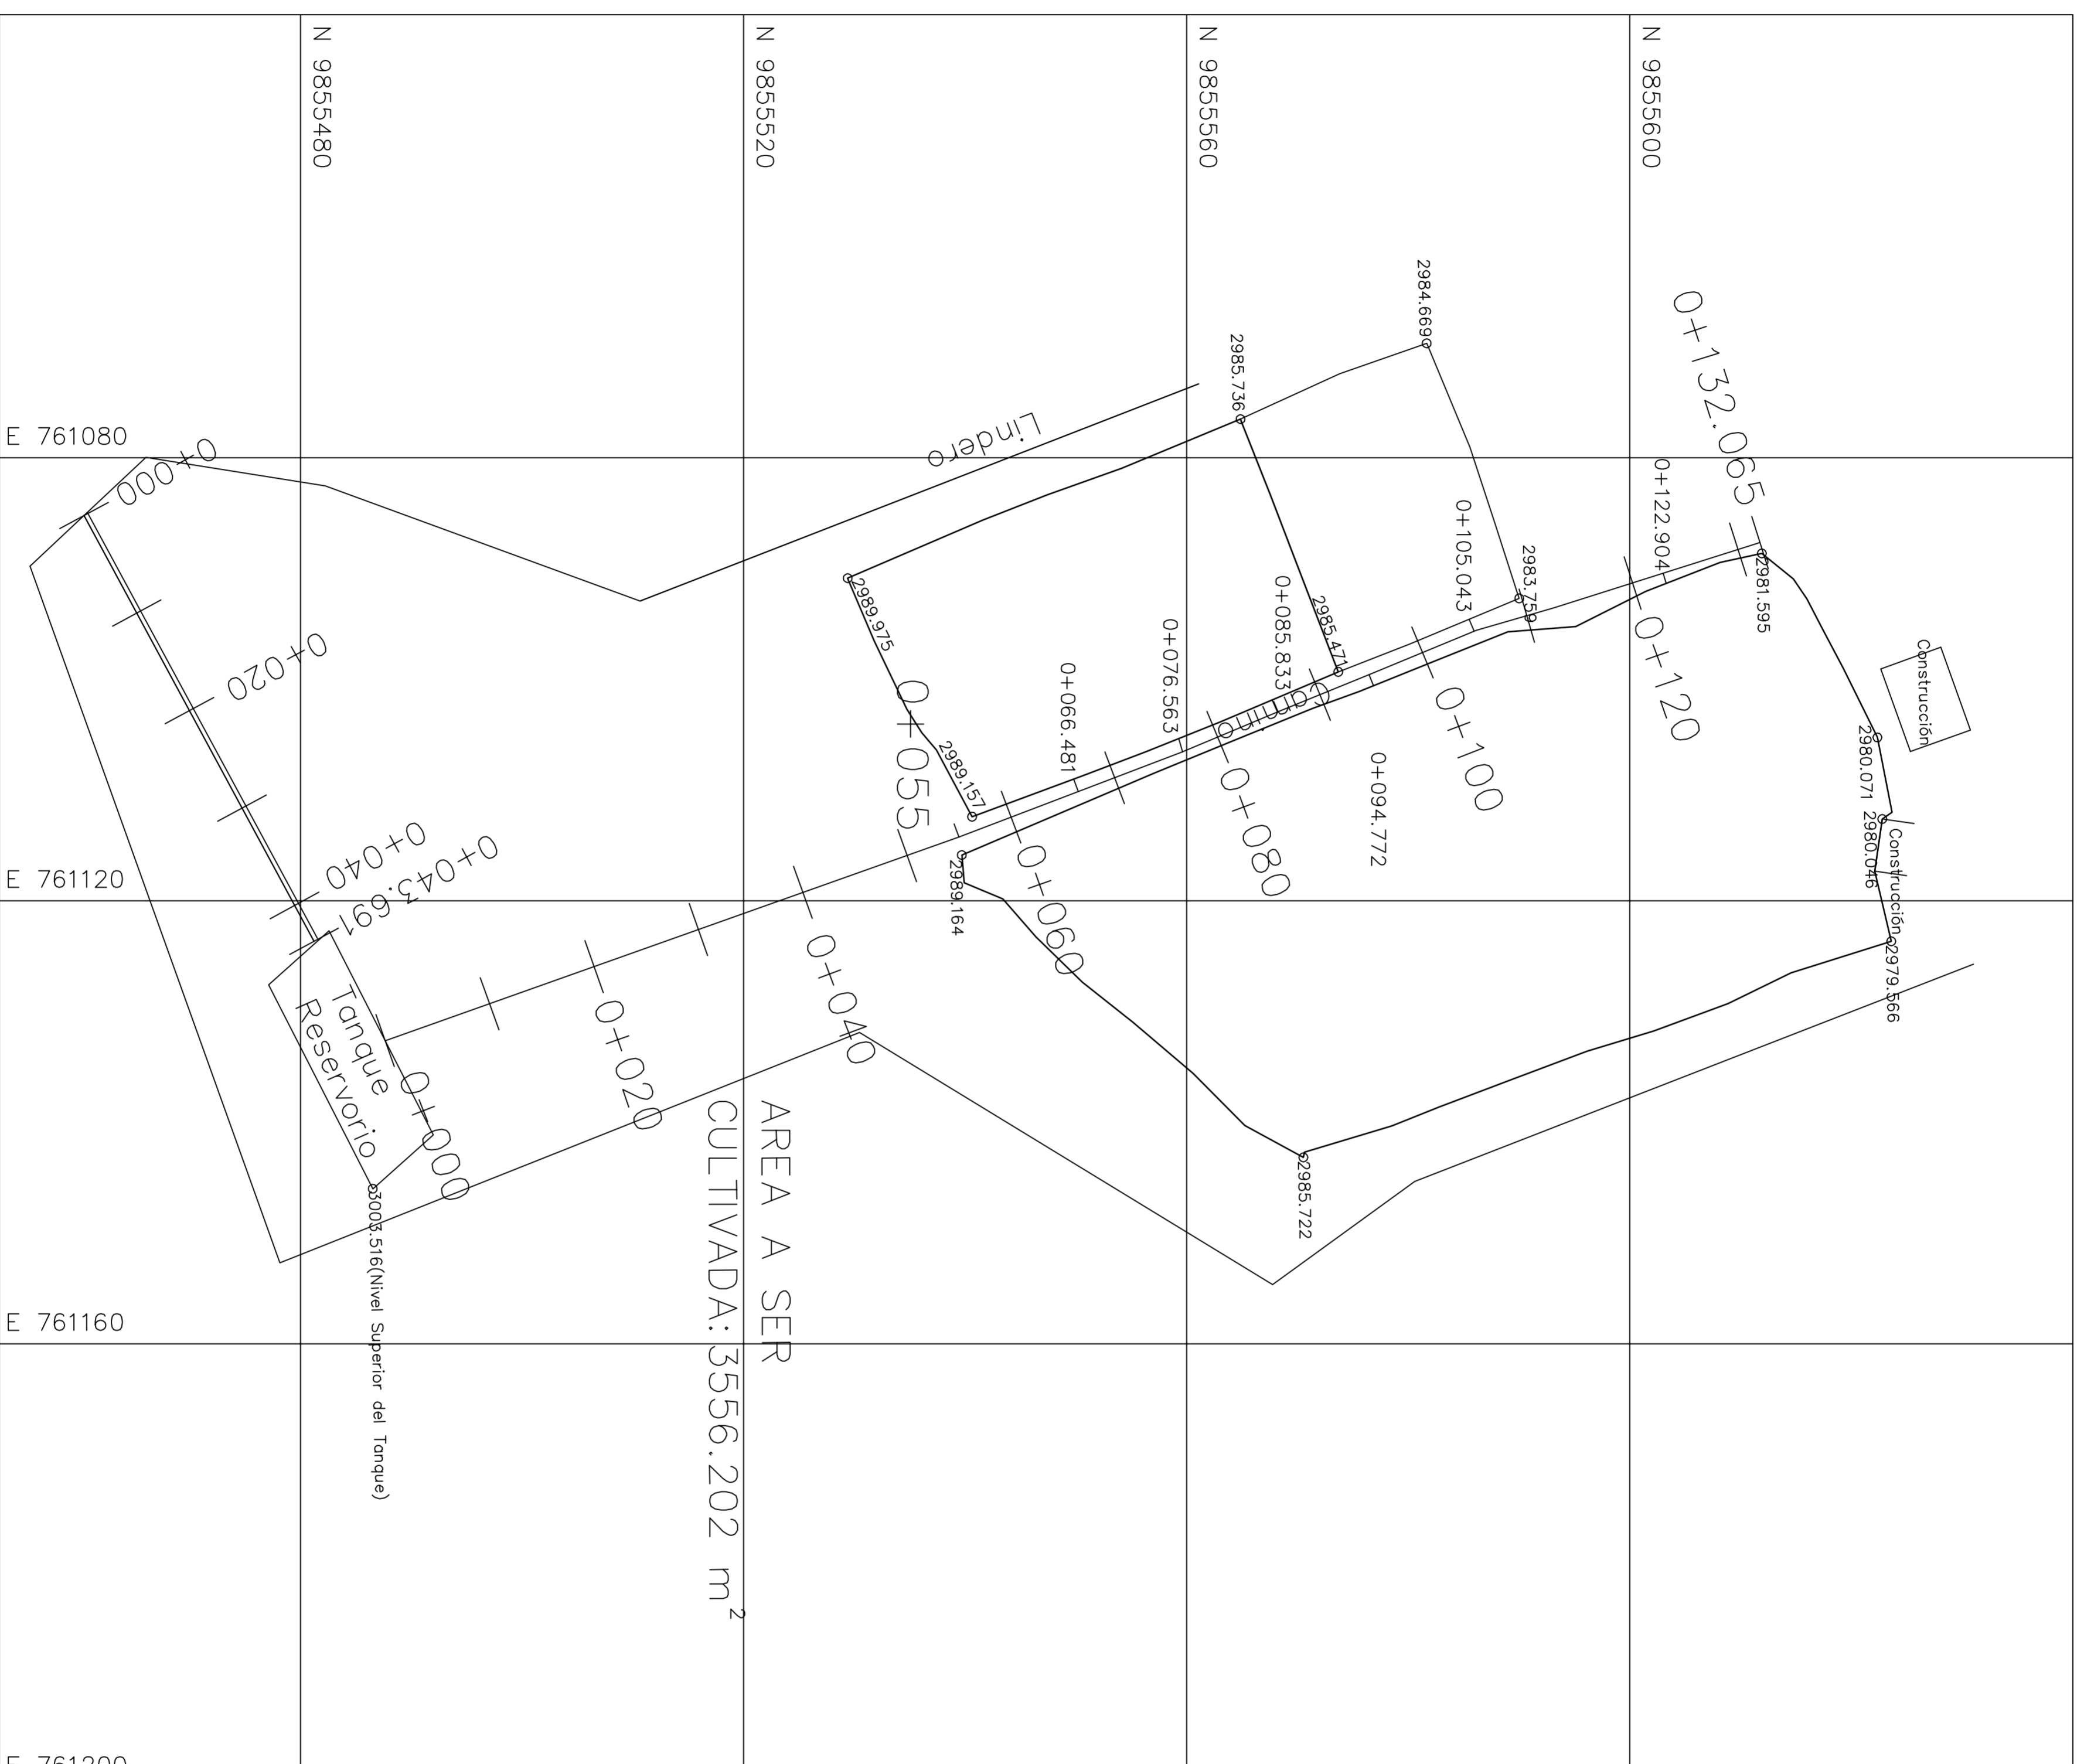 N 9855480
N 9855520
N 9855560
N 9855600
E 761080
E 761120
E 761160
0+000
0+020
0+040
0+043.691
Lindero
2984.669
2985.736
2989.975
2989.157
2989.164
2985.471
2983.759
2981.595
2980.071
2980.046
2979.566
2985.722
0+132.065
0+122.904
0+105.043
0+085.833
0+076.563
0+066.481
0+094.772
0+055
Camino
0+120
0+100
0+080
0+060
0+040
0+020
0+000
Construcción
Construcción
Tanque
Reservorio
3003.516(Nivel Superior del Tanque)
AREA A SER
CULTIVADA: 3556.202 m²